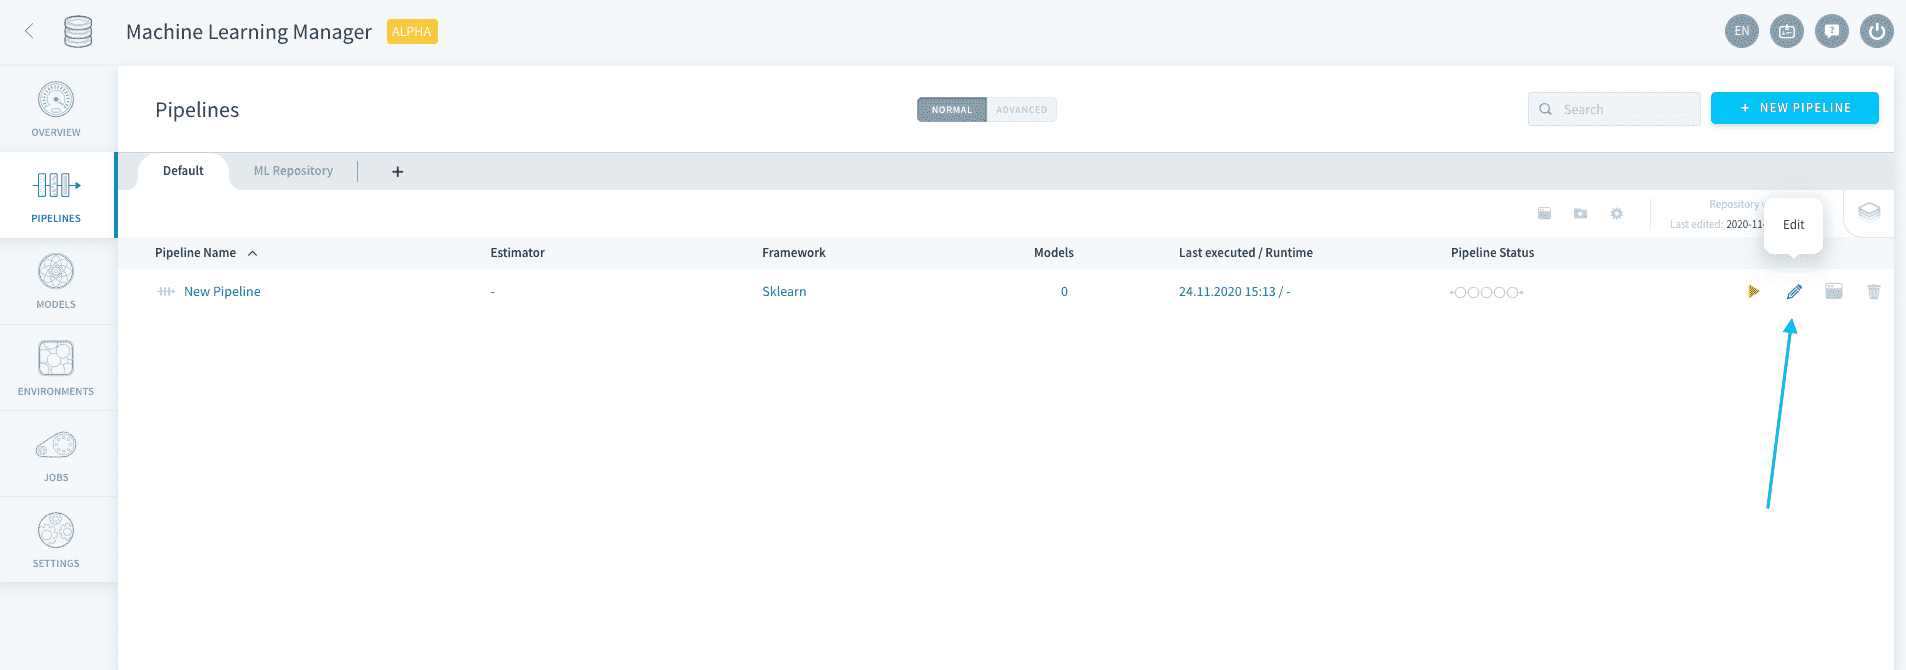 Machine Learning Manager ALPHA
EN
OVERVIEW
PIPELINES
MODELS
ENVIRONMENTS
JOBS
SETTINGS
Pipelines
NORMAL ADVANCED
Search
+ NEW PIPELINE
Default ML Repository +
Repository
Last edited: 2020-11-
Edit
Pipeline Name Estimator Framework Models Last executed / Runtime Pipeline Status
New Pipeline - Sklearn 0 24.11.2020 15:13 / -